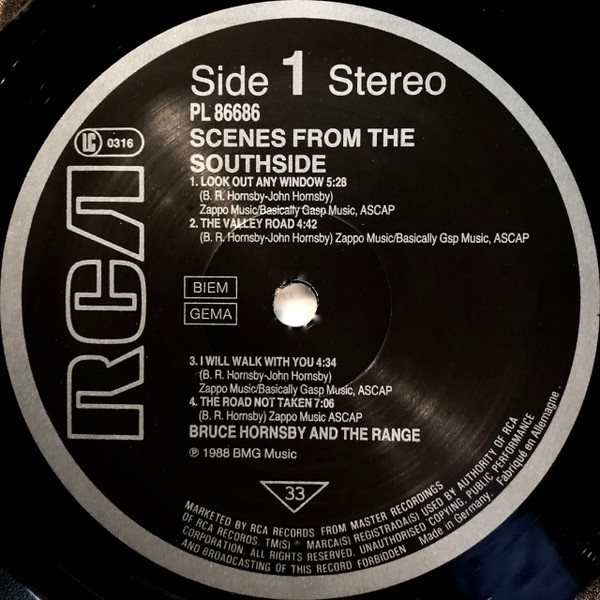 Side 1 Stereo
PL 86686
LC 0316
SCENES FROM THE
SOUTHSIDE
1. LOOK OUT ANY WINDOW 5:28
(B. R. Hornsby-John Hornsby)
Zappo Music/Basically Gasp Music, ASCAP
2. THE VALLEY ROAD 4:42
(B. R. Hornsby-John Hornsby) Zappo Music/Basically Gsp Music, ASCAP
RCA
BIEM
GEMA
3. I WILL WALK WITH YOU 4:34
(B. R. Hornsby-John Hornsby)
Zappo Music/Basically Gasp Music, ASCAP
4. THE ROAD NOT TAKEN 7:06
(B. R. Hornsby) Zappo Music ASCAP
BRUCE HORNSBY AND THE RANGE
℗ 1988 BMG Music
33
MARKETED BY RCA RECORDS FROM MASTER RECORDINGS
OF RCA RECORDS. TM(S) ® MARCA(S) REGISTRADA(S) USED BY AUTHORITY OF RCA
CORPORATION. ALL RIGHTS RESERVED. UNAUTHORISED COPYING, PUBLIC PERFORMANCE
AND BROADCASTING OF THIS RECORD FORBIDDEN Made in Germany. Fabriqué en Allemagne.